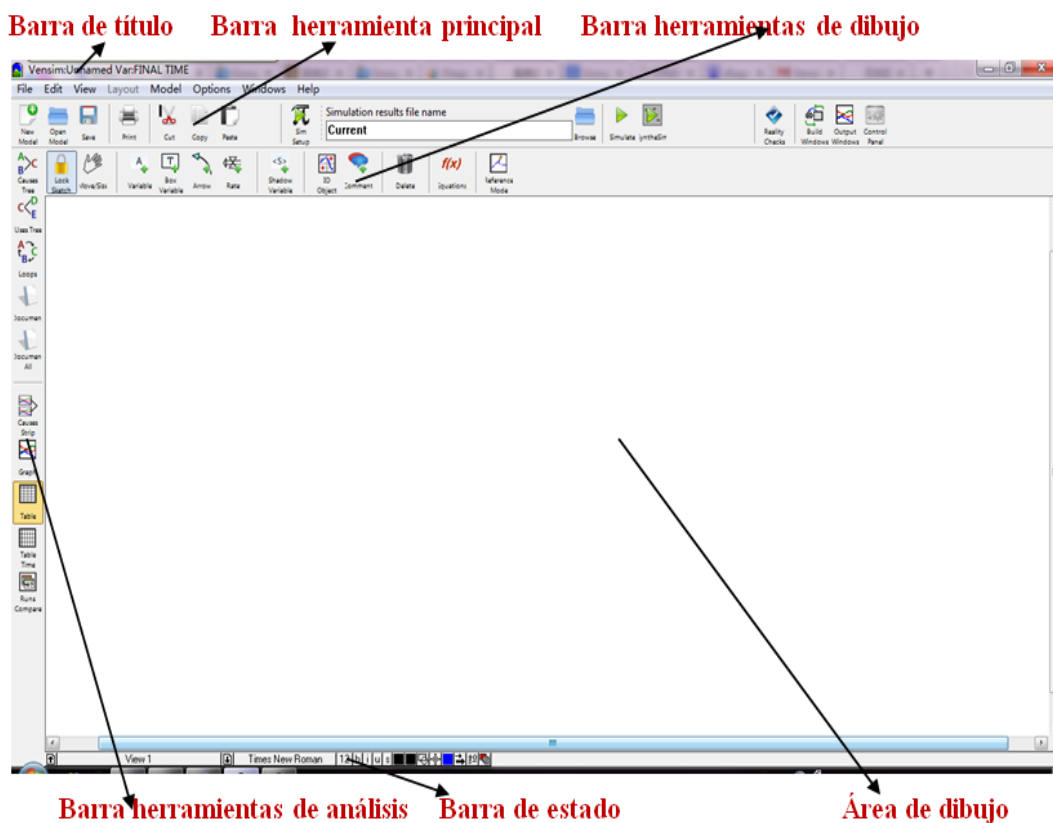 Barra de título Barra herramienta principal Barra herramientas de dibujo
Vensim:Unnamed Var:FINAL TIME
File Edit View Layout Model Options Windows Help
Simulation results file name
Current
New Model Open Model Save Print Cut Copy Paste Sim Setup Browse Simulate SyntheSim Reality Checks Build Windows Output Windows Control Panel
Causes Tree Lock Sketch Move/Size Variable Box Variable Arrow Rate Shadow Variable IO Object Comment Delete Equations Reference Mode
<S>
f(x)
Uses Tree
Loops
Documen
Documen All
Causes Strip
Graph
Table
Table Time
Runs Compare
View 1 Times New Roman 12 b i u s
Barra herramientas de análisis Barra de estado Área de dibujo